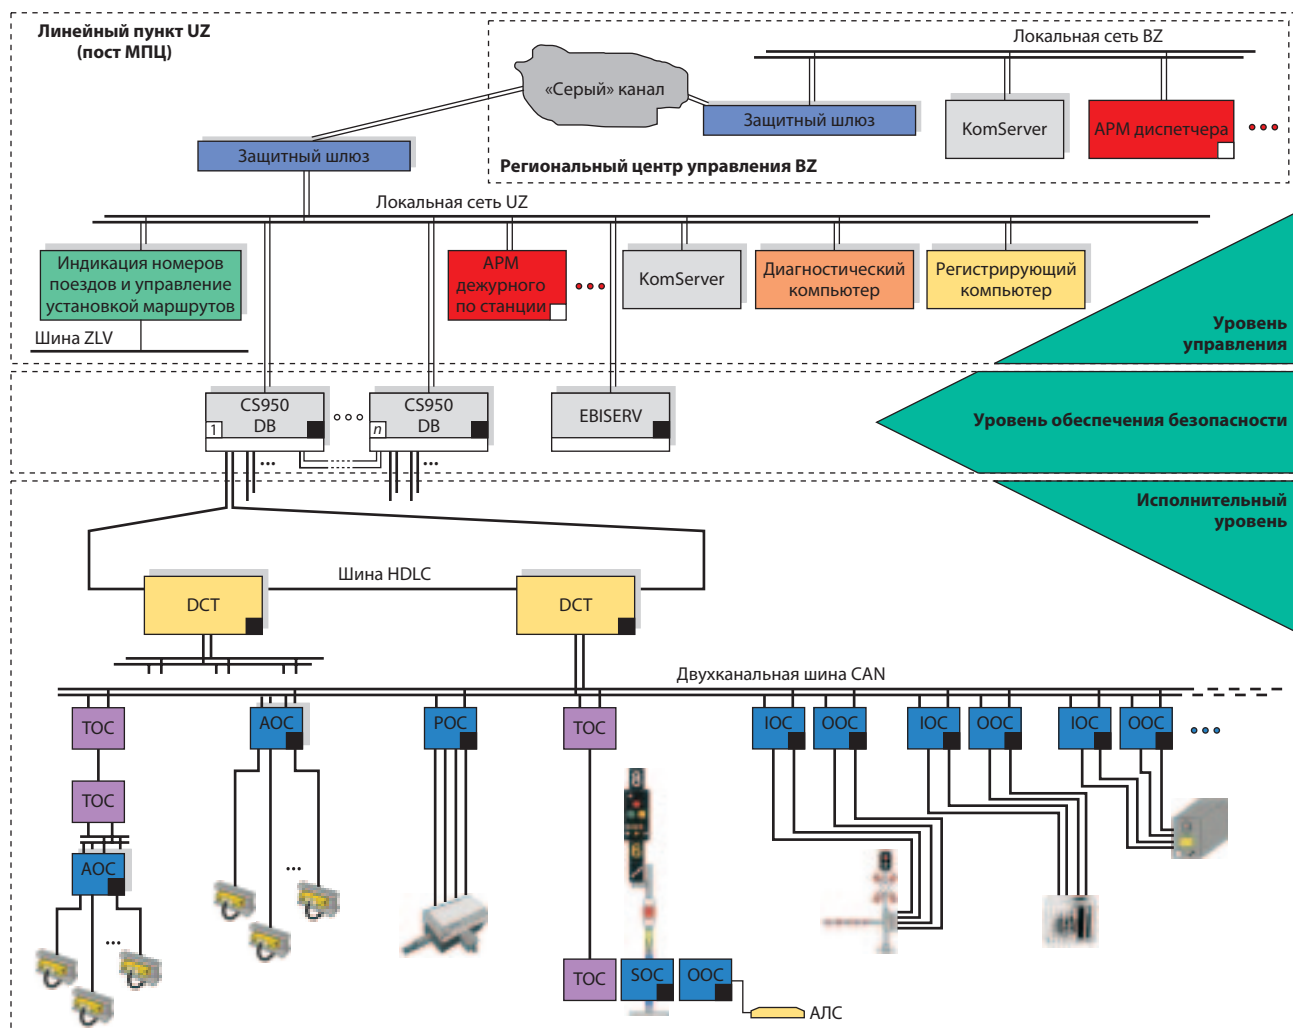 Линейный пункт UZ
(пост МПЦ)
Локальная сеть BZ
«Серый» канал
Защитный шлюз
KomServer
АРМ диспетчера
Защитный шлюз
Региональный центр управления BZ
Локальная сеть UZ
Индикация номеров
поездов и управление
установкой маршрутов
АРМ
дежурного
по станции
KomServer
Диагностический
компьютер
Регистрирующий
компьютер
Шина ZLV
Уровень
управления
CS950
DB
1
CS950
DB
n
EBISERV
Уровень обеспечения безопасности
Исполнительный
уровень
Шина HDLC
DCT
DCT
Двухканальная шина CAN
TOC
AOC
POC
TOC
IOC
OOC
IOC
OOC
IOC
OOC
TOC
AOC
TOC
SOC
OOC
АЛС